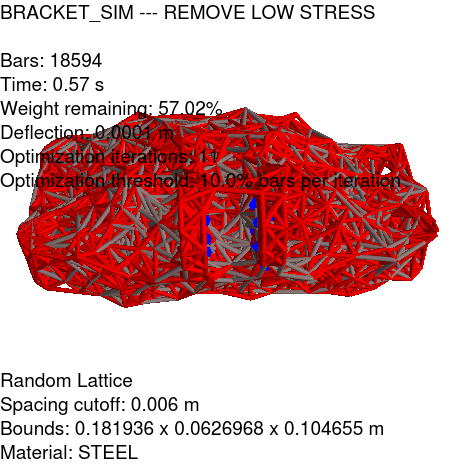 BRACKET_SIM --- REMOVE LOW STRESS
Bars: 18594
Time: 0.57 s
Weight remaining: 57.02%
Deflection: 0.0001 m
Optimization iterations: 11
Optimization threshold: 10.0% bars per iteration
Random Lattice
Spacing cutoff: 0.006 m
Bounds: 0.181936 x 0.0626968 x 0.104655 m
Material: STEEL